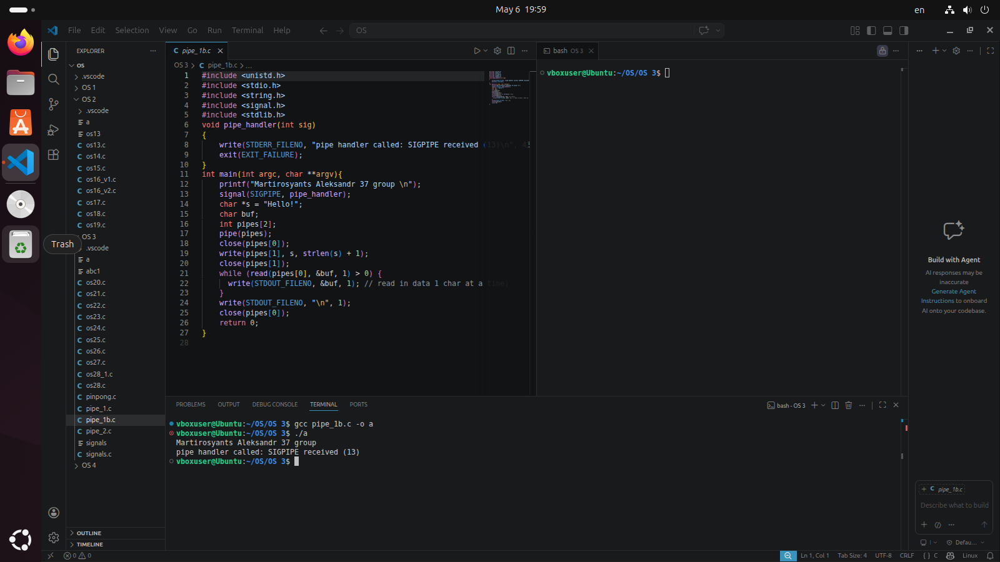 May 6 19:59
en
File Edit Selection View Go Run Terminal Help
OS
EXPLORER
OS
.vscode
OS 1
OS 2
.vscode
a
os13
os13.c
os14.c
os15.c
os16_v1.c
os16_v2.c
os17.c
os18.c
os19.c
OS 3
.vscode
a
abc1
os20.c
os21.c
os22.c
os23.c
os24.c
os25.c
os26.c
os27.c
os28_1.c
os28.c
pinpong.c
pipe_1.c
pipe_1b.c
pipe_2.c
signals
signals.c
OS 4
OUTLINE
TIMELINE
Trash
C pipe_1b.c
OS 3 > C pipe_1b.c > ...
1 #include <unistd.h>
2 #include <stdio.h>
3 #include <string.h>
4 #include <signal.h>
5 #include <stdlib.h>
6 void pipe_handler(int sig)
7 {
8 write(STDERR_FILENO, "pipe handler called: SIGPIPE received (13)\n", 43
9 exit(EXIT_FAILURE);
10 }
11 int main(int argc, char **argv){
12 printf("Martirosyants Aleksandr 37 group \n");
13 signal(SIGPIPE, pipe_handler);
14 char *s = "Hello!";
15 char buf;
16 int pipes[2];
17 pipe(pipes);
18 close(pipes[0]);
19 write(pipes[1], s, strlen(s) + 1);
20 close(pipes[1]);
21 while (read(pipes[0], &buf, 1) > 0) {
22 write(STDOUT_FILENO, &buf, 1); // read in data 1 char at a time)
23 }
24 write(STDOUT_FILENO, "\n", 1);
25 close(pipes[0]);
26 return 0;
27 }
28
bash OS 3
vboxuser@Ubuntu:~/OS/OS 3$
PROBLEMS OUTPUT DEBUG CONSOLE TERMINAL PORTS
bash - OS 3
vboxuser@Ubuntu:~/OS/OS 3$ gcc pipe_1b.c -o a
vboxuser@Ubuntu:~/OS/OS 3$ ./a
Martirosyants Aleksandr 37 group
pipe handler called: SIGPIPE received (13)
vboxuser@Ubuntu:~/OS/OS 3$
Build with Agent
AI responses may be
inaccurate
Generate Agent
Instructions to onboard
AI onto your codebase.
+ C pipe_1b.c
Describe what to build
Defau...
0 0
Ln 1, Col 1 Tab Size: 4 UTF-8 CRLF { } C Linux